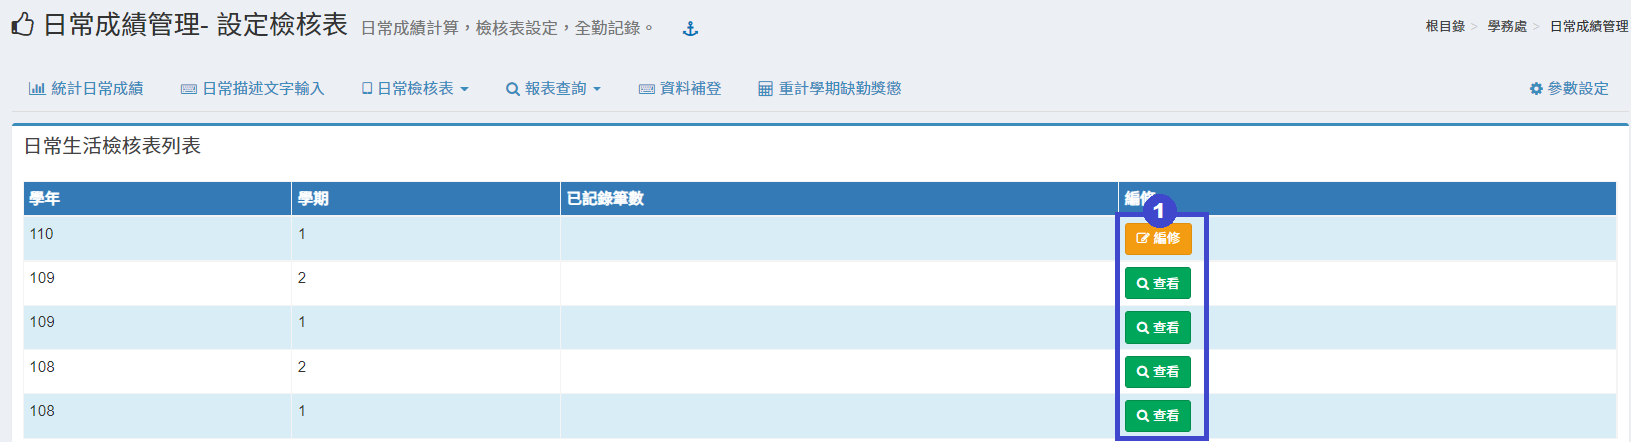 日常成績管理- 設定檢核表 日常成績計算，檢核表設定，全勤記錄。
根目錄 > 學務處 > 日常成績管理
統計日常成績 日常描述文字輸入 日常檢核表 報表查詢 資料補登 重計學期缺勤獎懲 參數設定
日常生活檢核表列表
學年 學期 已記錄筆數 編修
1
110 1 編修
109 2 查看
109 1 查看
108 2 查看
108 1 查看